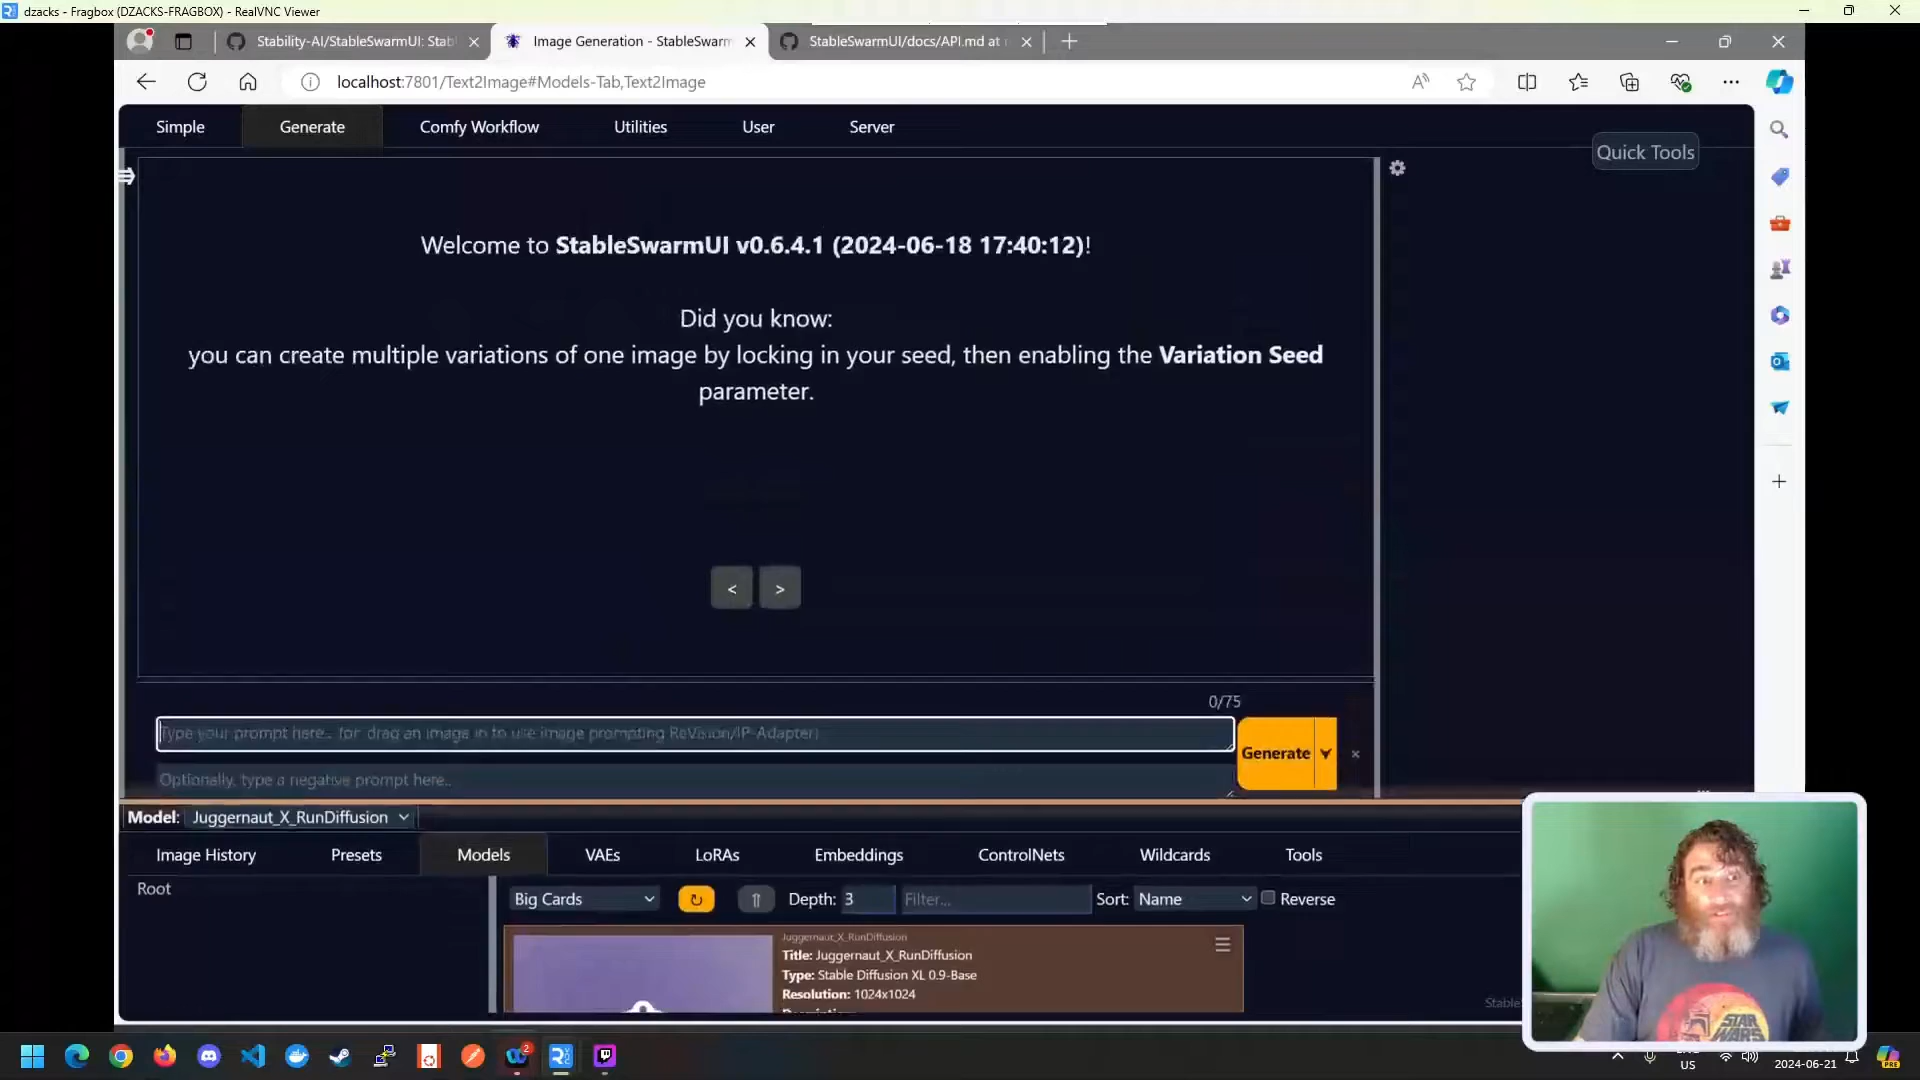 dzacks - Fragbox (DZACKS-FRAGBOX) - RealVNC Viewer
Stability-AI/StableSwarmUI: Stab
Image Generation - StableSwarm
StableSwarmUI/docs/API.md at
localhost:7801/Text2Image#Models-Tab,Text2Image
Simple
Generate
Comfy Workflow
Utilities
User
Server
Quick Tools
Welcome to StableSwarmUI v0.6.4.1 (2024-06-18 17:40:12)!
Did you know:
you can create multiple variations of one image by locking in your seed, then enabling the Variation Seed
parameter.
<
>
0/75
Type your prompt here... (or drag an image in to use image prompting ReVision/IP-Adapter)
Generate
Optionally, type a negative prompt here...
Model: Juggernaut_X_RunDiffusion
Image History
Presets
Models
VAEs
LoRAs
Embeddings
ControlNets
Wildcards
Tools
Root
Big Cards
Depth: 3
Filter...
Sort: Name
Reverse
Juggernaut_X_RunDiffusion
Title: Juggernaut_X_RunDiffusion
Type: Stable Diffusion XL 0.9-Base
Resolution: 1024x1024
Stable
STAR
WARS
2
US
2024-06-21
PRE